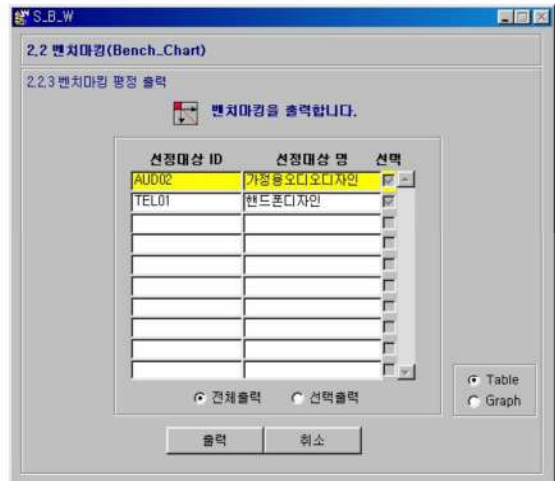 S_B_W
2.2 벤치마킹(Bench_Chart)
2.2.3 벤치마킹 평정 출력
벤치마킹을 출력합니다.
선정대상 ID 선정대상 명 선택
AUD02 가정용오디오디자인
TEL01 핸드폰디자인
전체출력 선택출력
Table
Graph
출력 취소